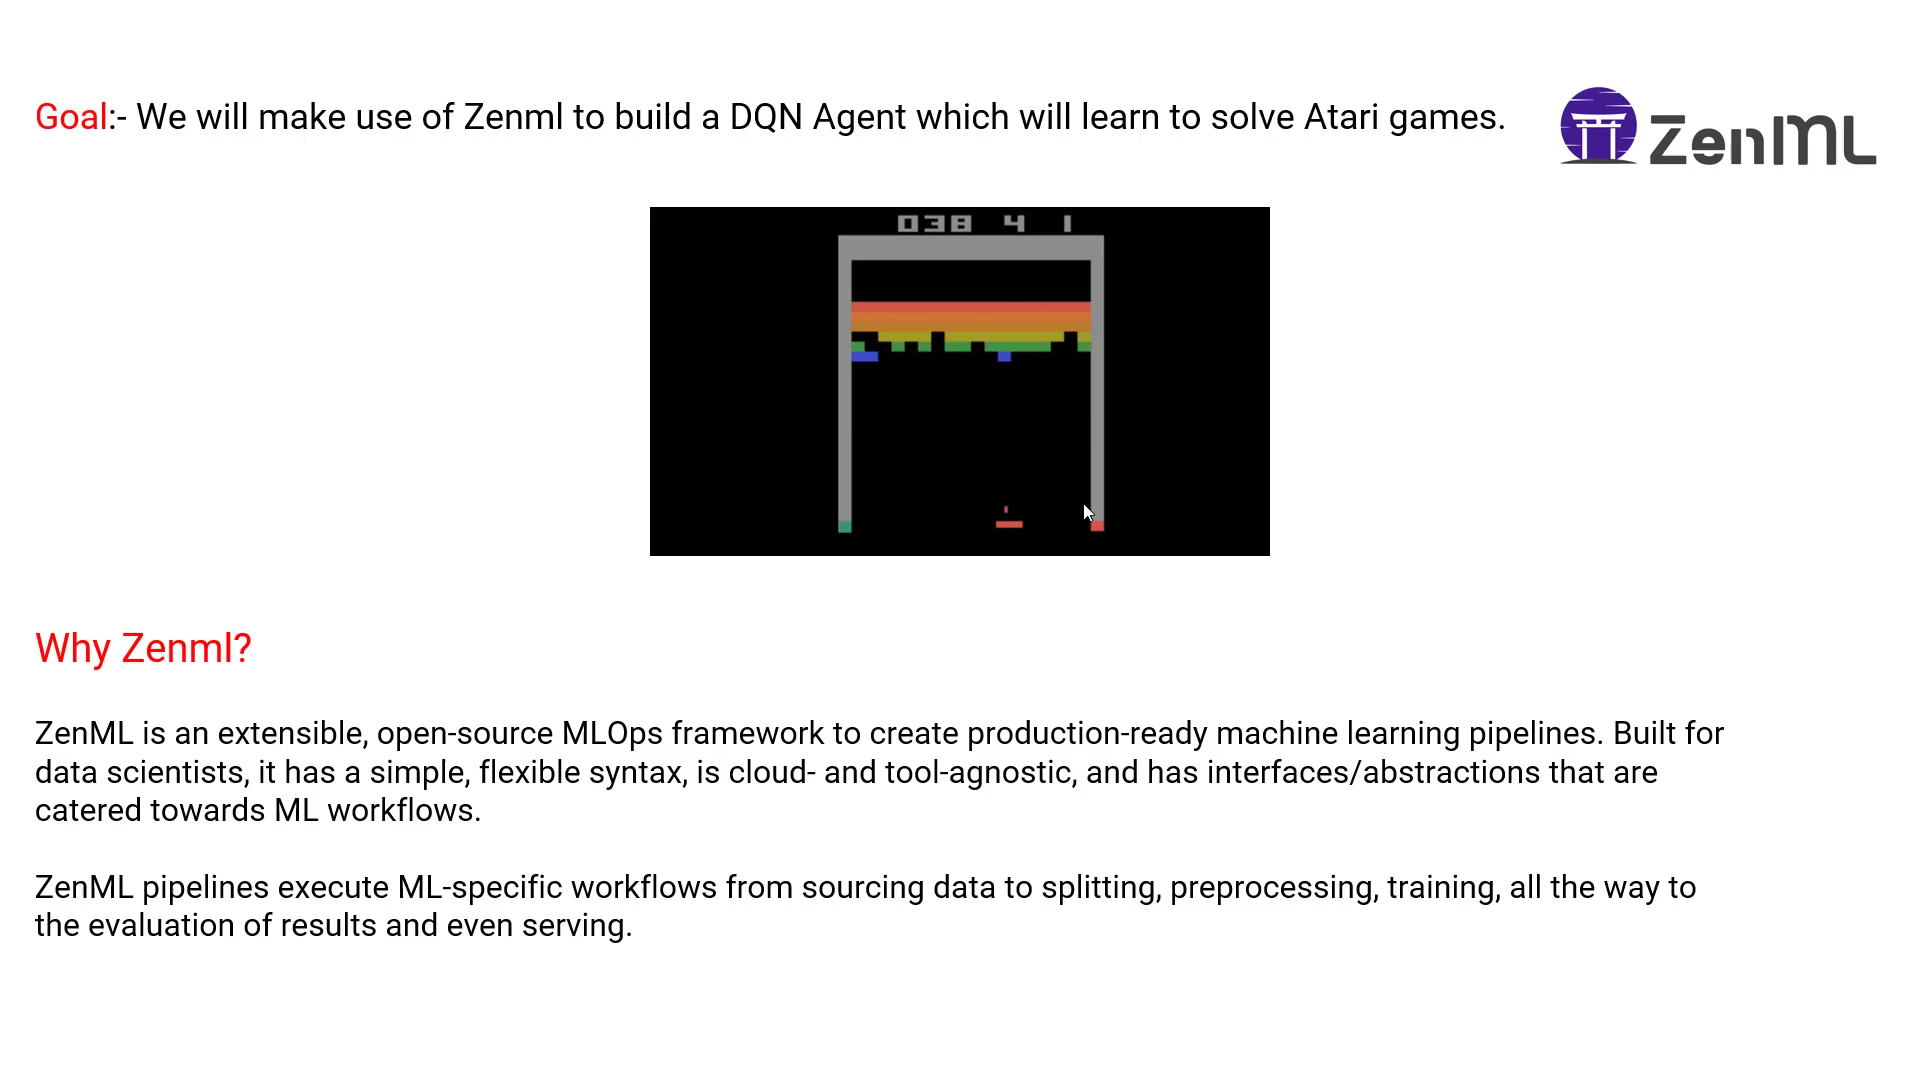 Goal:- We will make use of Zenml to build a DQN Agent which will learn to solve Atari games.
ZenML
038 4 1
Why Zenml?
ZenML is an extensible, open-source MLOps framework to create production-ready machine learning pipelines. Built for
data scientists, it has a simple, flexible syntax, is cloud- and tool-agnostic, and has interfaces/abstractions that are
catered towards ML workflows.
ZenML pipelines execute ML-specific workflows from sourcing data to splitting, preprocessing, training, all the way to
the evaluation of results and even serving.